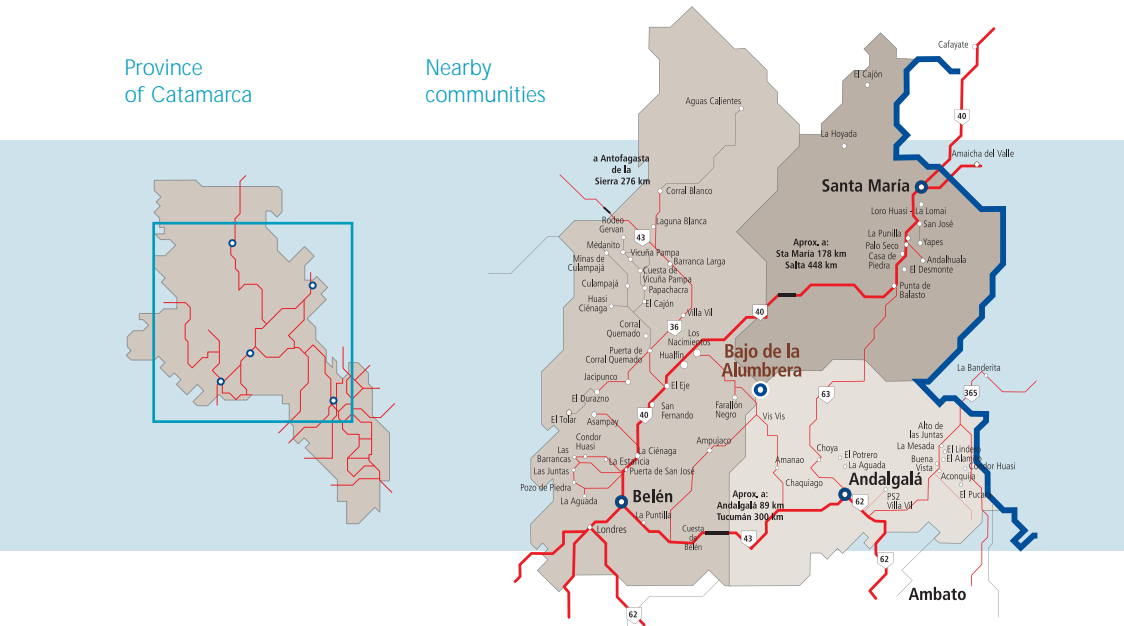 Province
of Catamarca
Nearby
communities
Cafayate
El Cajón
Aguas Calientes
40
La Hoyada
Amaicha del Valle
a Antofagasta
de la
Sierra 276 km
Santa María
Corral Blanco
Loro Huasi
La Lomai
Rodeo
Gervan
Laguna Blanca
San José
43
La Punilla
Medanito
Palo Seco
Yapes
Aprox. a:
Sta María 178 km
Salta 448 km
Vicuña Pampa
Casa de
Piedra
Minas de
Culampajá
Barranca Larga
Andalhuala
El Desmonte
Cuesta de
Vicuña Pampa
Culampajá
Papachacra
Punta de
Balasto
Huasi
Ciénaga
El Cajón
Villa Vil
40
36
Corral
Quemado
Los
Nacimientos
Puerta de
Corral Quemado
Hualfin
Bajo de la
Alumbrera
La Banderita
Jacipunco
El Eje
63
365
El Durazno
Farallón
Negro
San
Fernando
40
Vis Vis
El Tolar
Asampay
Alto de
las Juntas
Condor
Huasi
Ampujaco
La Mesada
Choya
El Lindero
Las
Barrancas
La Ciénaga
El Potrero
El Alamo
La Estancia
Amanao
La Aguada
Buena
Vista
Condor Huasi
Las Juntas
Puerta de San José
Aconquija
Pozo de Piedra
Chaquiago
Andalgalá
La Aguada
Belén
Aprox. a:
Andalgalá 89 km
Tucumán 300 km
62
PS2
Villa Vil
El Pucar
La Puntilla
Londres
Cuesta
de
Belén
43
62
Ambato
62